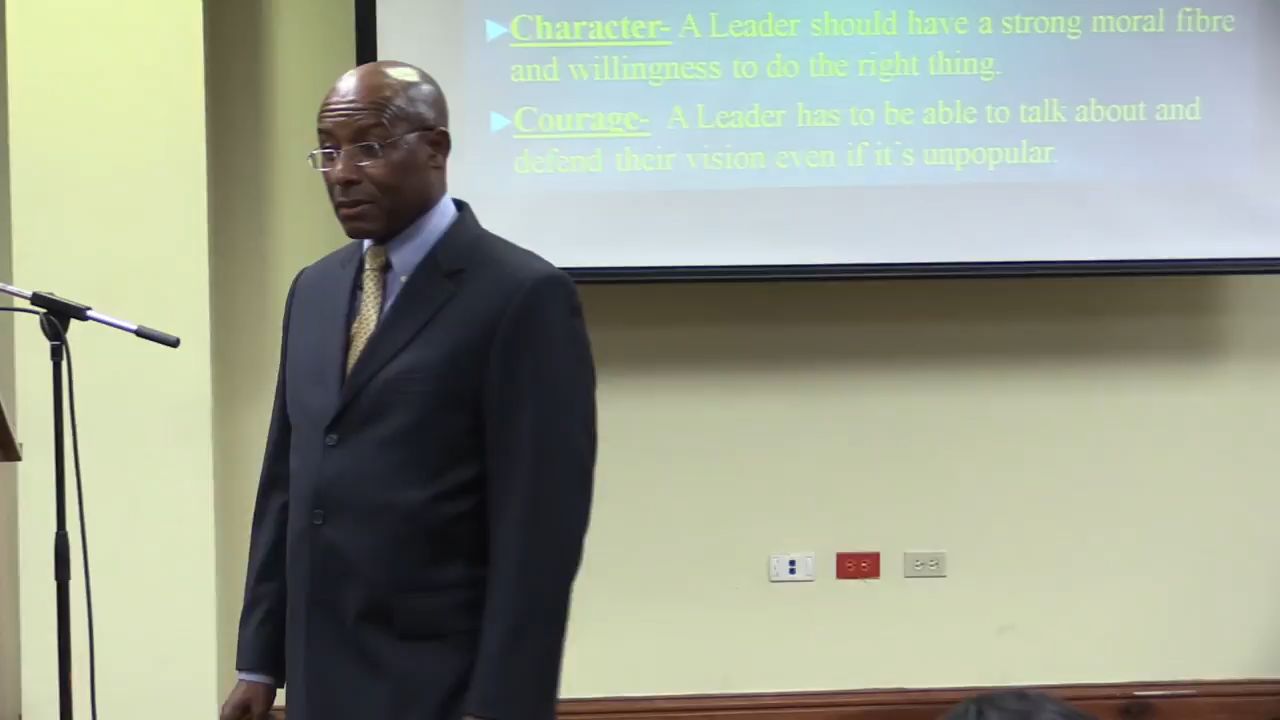 Character- A Leader should have a strong moral fibre
and willingness to do the right thing.
Courage- A Leader has to be able to talk about and
defend their vision even if it`s unpopular.